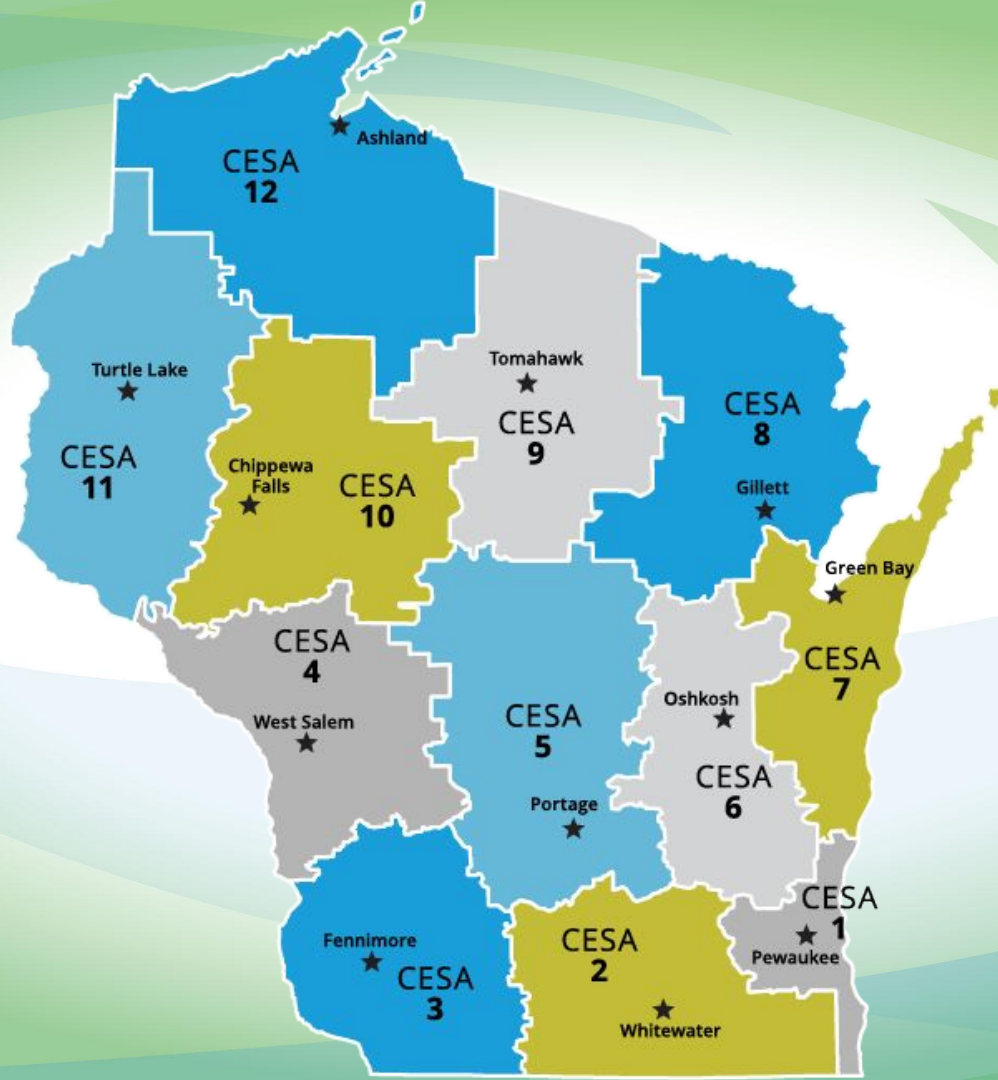 Ashland
CESA
12
Turtle Lake
CESA
11
Tomahawk
CESA
9
CESA
8
Gillett
Chippewa
Falls
CESA
10
Green Bay
CESA
7
CESA
4
West Salem
CESA
5
Portage
Oshkosh
CESA
6
CESA
1
Pewaukee
Fennimore
CESA
3
CESA
2
Whitewater